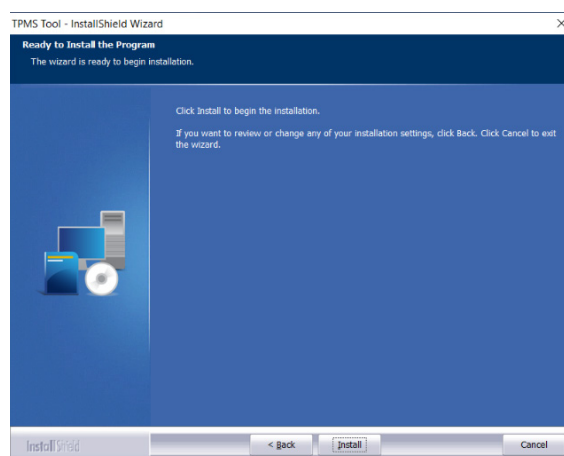 TPMS Tool - InstallShield Wizard
Ready to Install the Program
The wizard is ready to begin installation.
Click Install to begin the installation.
If you want to review or change any of your installation settings, click Back. Click Cancel to exit
the wizard.
InstallShield
< Back Install Cancel